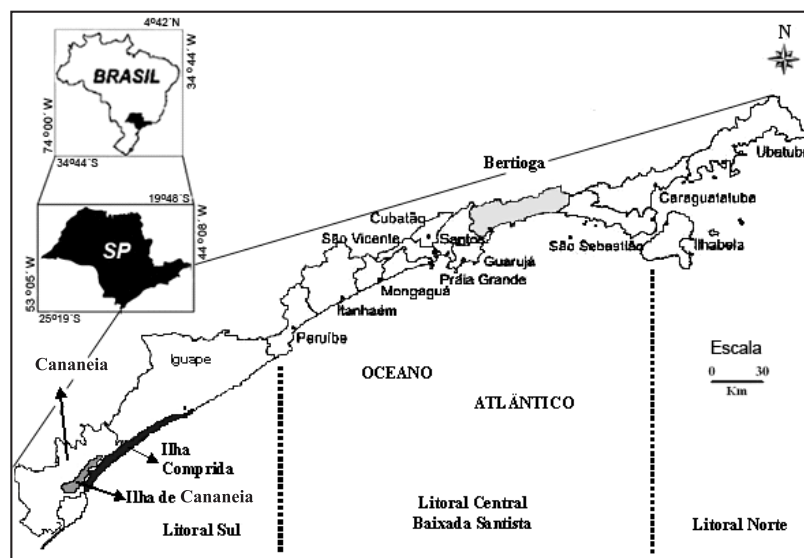 4º42´N
BRASIL
74º00´W
34º44´W
34º44´S
19º48´S
SP
53º05´W
44º08´W
25º19´S
N
Ubatuba
Bertioga
Caraguatatuba
Cubatão
São Vicente
Santos
Guarujá
São Sebastião
Ilhabela
Praia Grande
Mongaguá
Itanhaém
Peruíbe
Iguape
Cananeia
OCEANO
ATLÂNTICO
Escala
0 30
Km
Ilha
Comprida
Ilha de Cananeia
Litoral Sul
Litoral Central
Baixada Santista
Litoral Norte